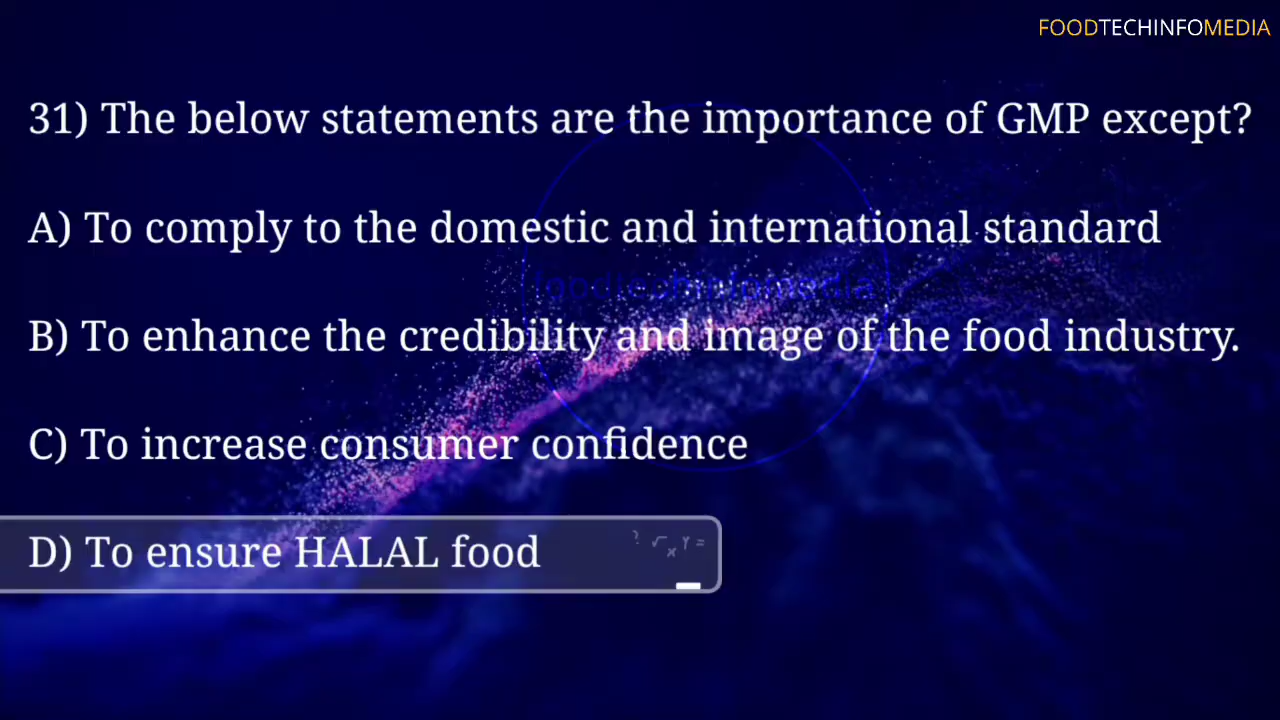 FOODTECHINFOMEDIA
31) The below statements are the importance of GMP except?
A) To comply to the domestic and international standard
foodtechinfomedia
B) To enhance the credibility and image of the food industry.
C) To increase consumer confidence
D) To ensure HALAL food